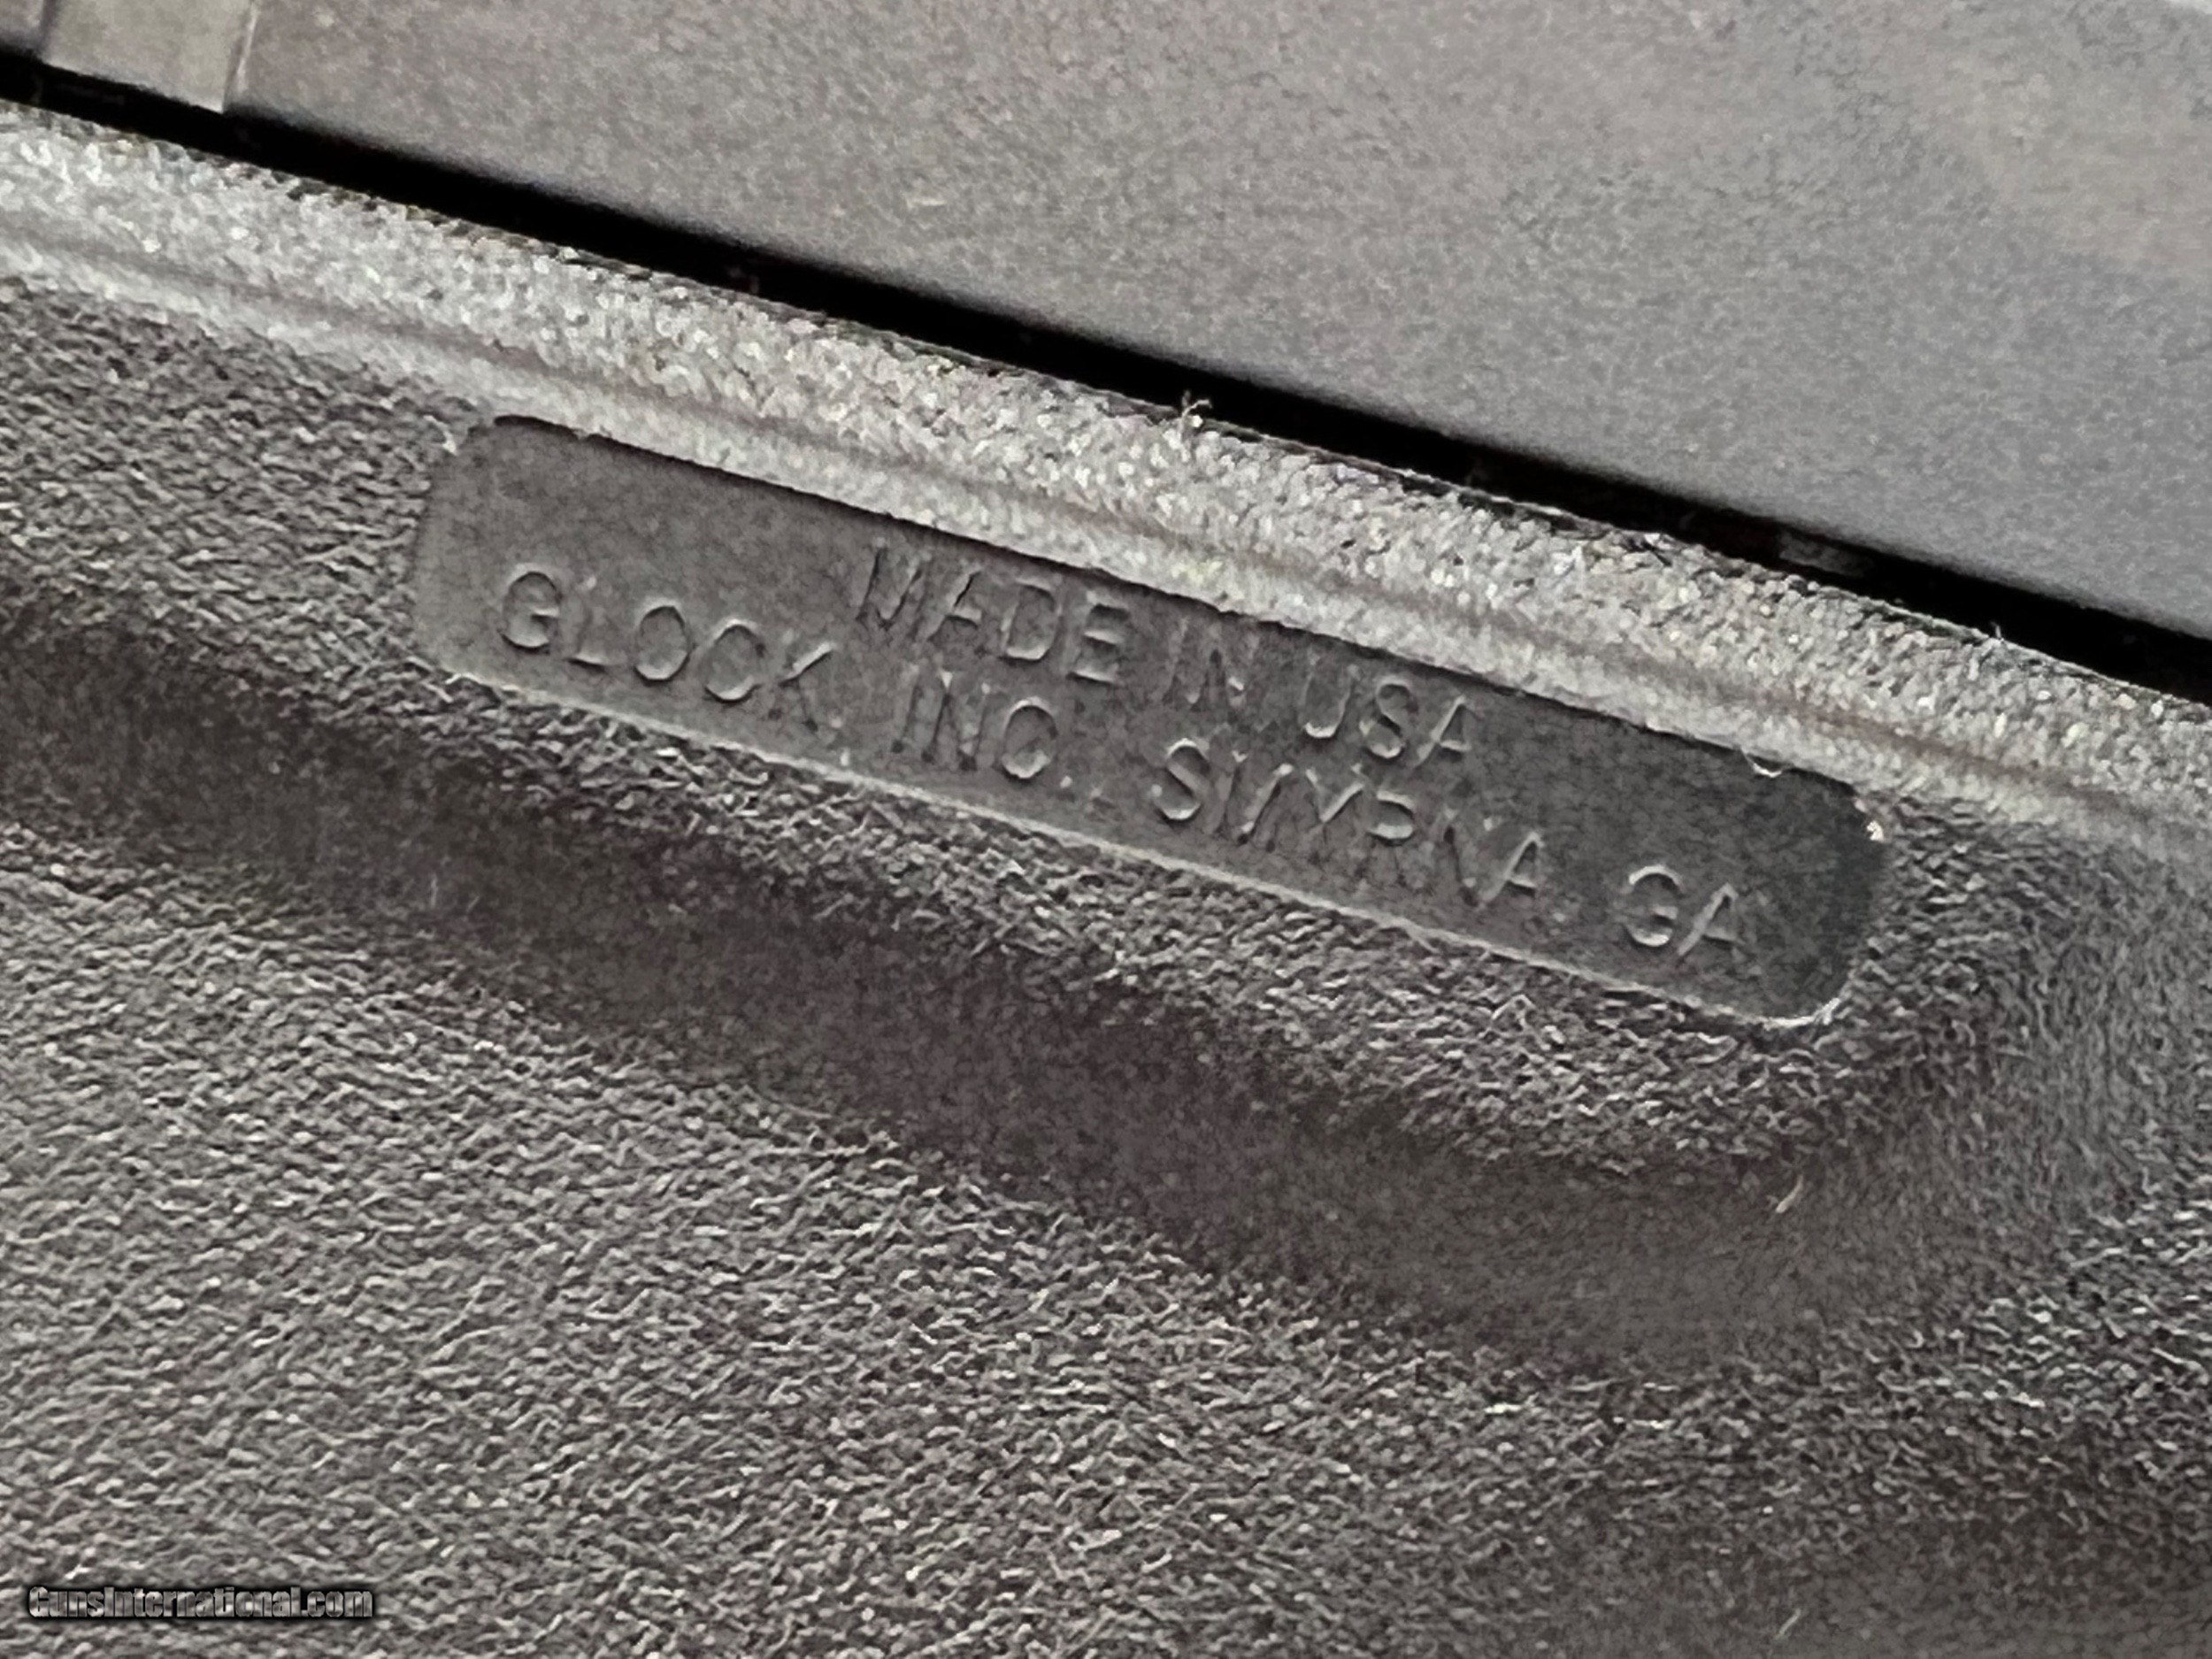 MADE IN USA
GLOCK, INC., SMYRNA, GA
GunsInternational.com